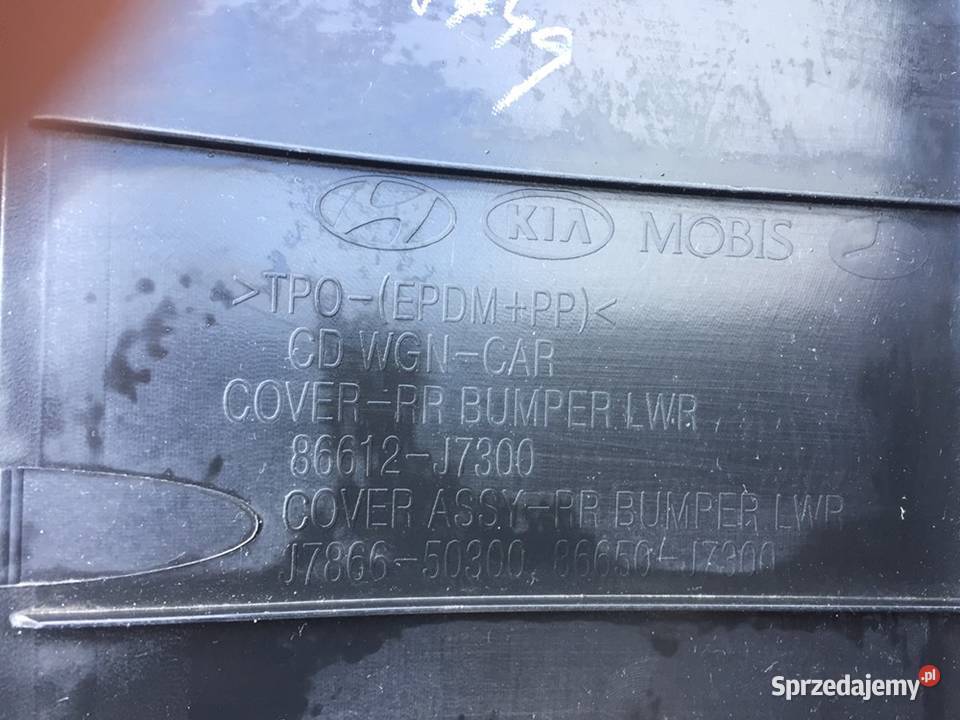 KIA MOBIS
>TPO-(EPDM+PP)<
CD WGN-CAR
COVER-RR BUMPER LWR
86612-J7300
COVER ASSY-RR BUMPER LWR
J7866-50300, 86650-J7300
Sprzedajemy.pl